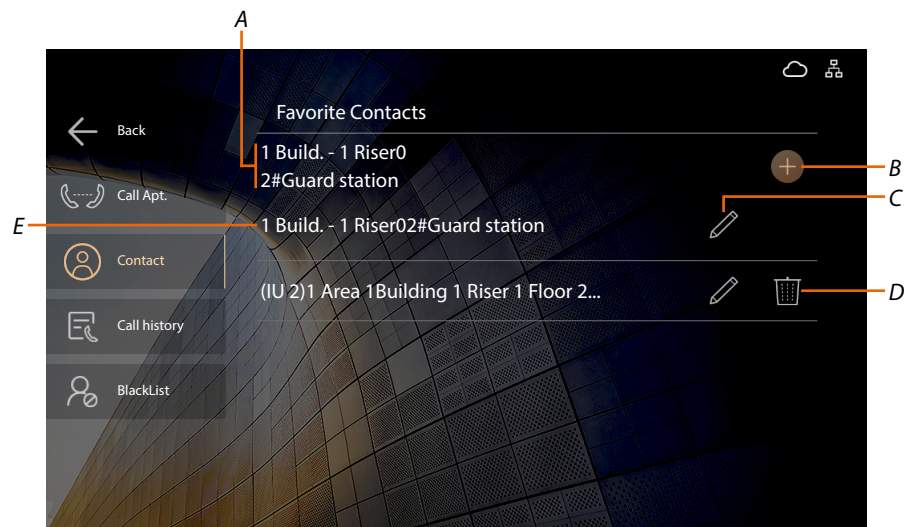 A
Favorite Contacts
Back
1 Build. - 1 Riser0
2#Guard station
B
Call Apt.
C
E
1 Build. - 1 Riser02#Guard station
Contact
(IU 2)1 Area 1Building 1 Riser 1 Floor 2...
D
Call history
BlackList